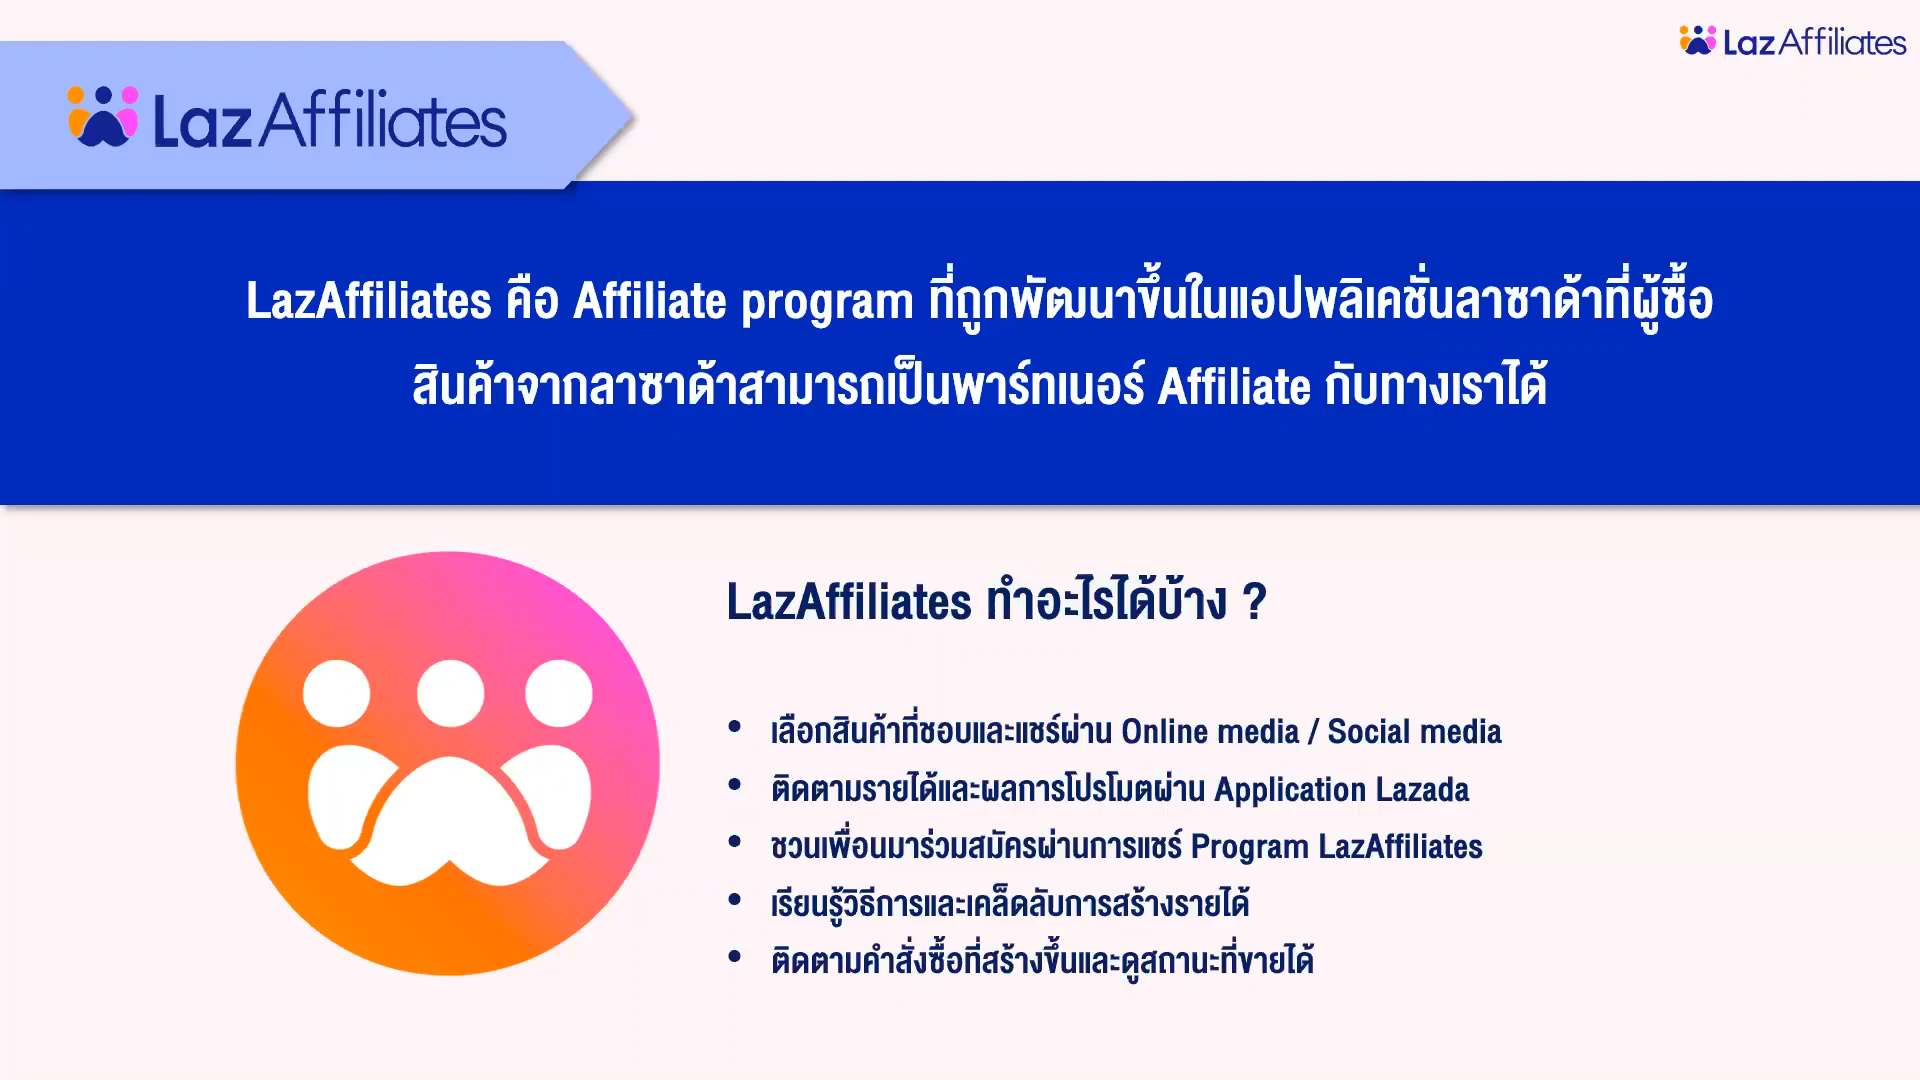 LazAffiliates
LazAffiliates
LazAffiliates คือ Affiliate program ที่ถูกพัฒนาขึ้นในแอปพลิเคชั่นลาซาด้าที่ผู้ซื้อ
สินค้าจากลาซาด้าสามารถเป็นพาร์ทเนอร์ Affiliate กับทางเราได้
LazAffiliates ทำอะไรได้บ้าง ?
• เลือกสินค้าที่ชอบและแชร์ผ่าน Online media / Social media
• ติดตามรายได้และผลการโปรโมตผ่าน Application Lazada
• ชวนเพื่อนมาร่วมสมัครผ่านการแชร์ Program LazAffiliates
• เรียนรู้วิธีการและเคล็ดลับการสร้างรายได้
• ติดตามคำสั่งซื้อที่สร้างขึ้นและดูสถานะที่ขายได้